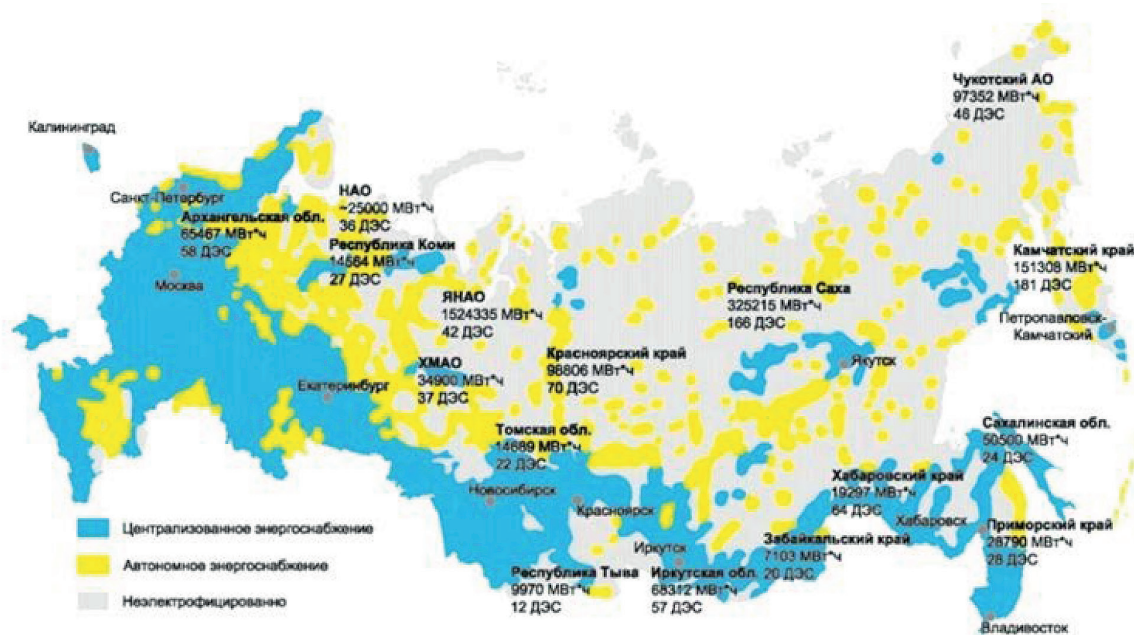 Чукотский АО
97352 МВт*ч
46 ДЭС
Калининград
Санкт-Петербург
НАО
~25000 МВт*ч
36 ДЭС
Архангельская обл.
65467 МВт*ч
58 ДЭС
Республика Коми
14564 МВт*ч
27 ДЭС
Москва
Камчатский край
151308 МВт*ч
181 ДЭС
Петропавловск-
Камчатский
ЯНАО
1524335 МВт*ч
42 ДЭС
Республика Саха
325215 МВт*ч
166 ДЭС
Якутск
ХМАО
34900 МВт*ч
37 ДЭС
Красноярский край
98806 МВт*ч
70 ДЭС
Екатеринбург
Томская обл.
14689 МВт*ч
22 ДЭС
Сахалинская обл.
50500 МВт*ч
24 ДЭС
Новосибирск
Красноярск
Хабаровский край
19297 МВт*ч
64 ДЭС
Хабаровск
Приморский край
28790 МВт*ч
28 ДЭС
Иркутск
Забайкальский край
7103 МВт*ч
20 ДЭС
Республика Тыва
9970 МВт*ч
12 ДЭС
Иркутская обл.
68312 МВт*ч
57 ДЭС
Владивосток
Централизованное энергоснабжение
Автономное энергоснабжение
Неэлектрофицированно